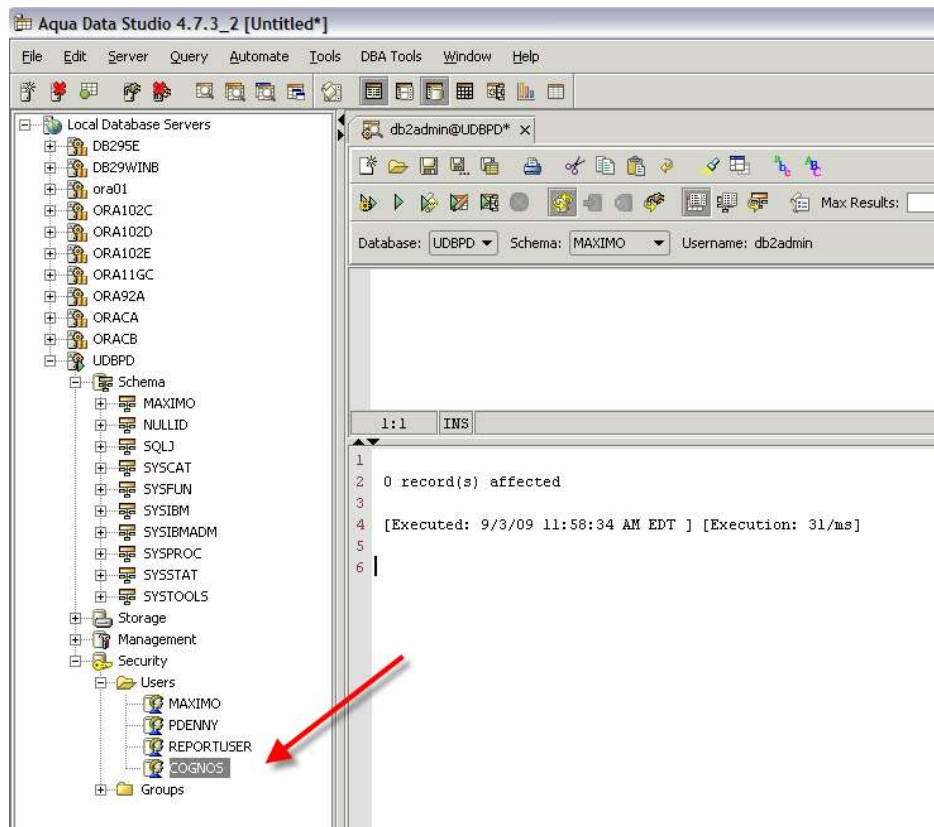 Aqua Data Studio 4.7.3_2 [Untitled*]
File Edit Server Query Automate Tools DBA Tools Window Help
Local Database Servers
DB295E
DB29WINB
ora01
ORA102C
ORA102D
ORA102E
ORA11GC
ORA92A
ORACA
ORACB
UDBPD
Schema
MAXIMO
NULLID
SQLJ
SYSCAT
SYSFUN
SYSIBM
SYSIBMADM
SYSPROC
SYSSTAT
SYSTOOLS
Storage
Management
Security
Users
MAXIMO
PDENNY
REPORTUSER
COGNOS
Groups
db2admin@UDBPD*
Max Results:
Database: UDBPD Schema: MAXIMO Username: db2admin
1:1 INS
1
2 0 record(s) affected
3
4 [Executed: 9/3/09 11:58:34 AM EDT ] [Execution: 31/ms]
5
6